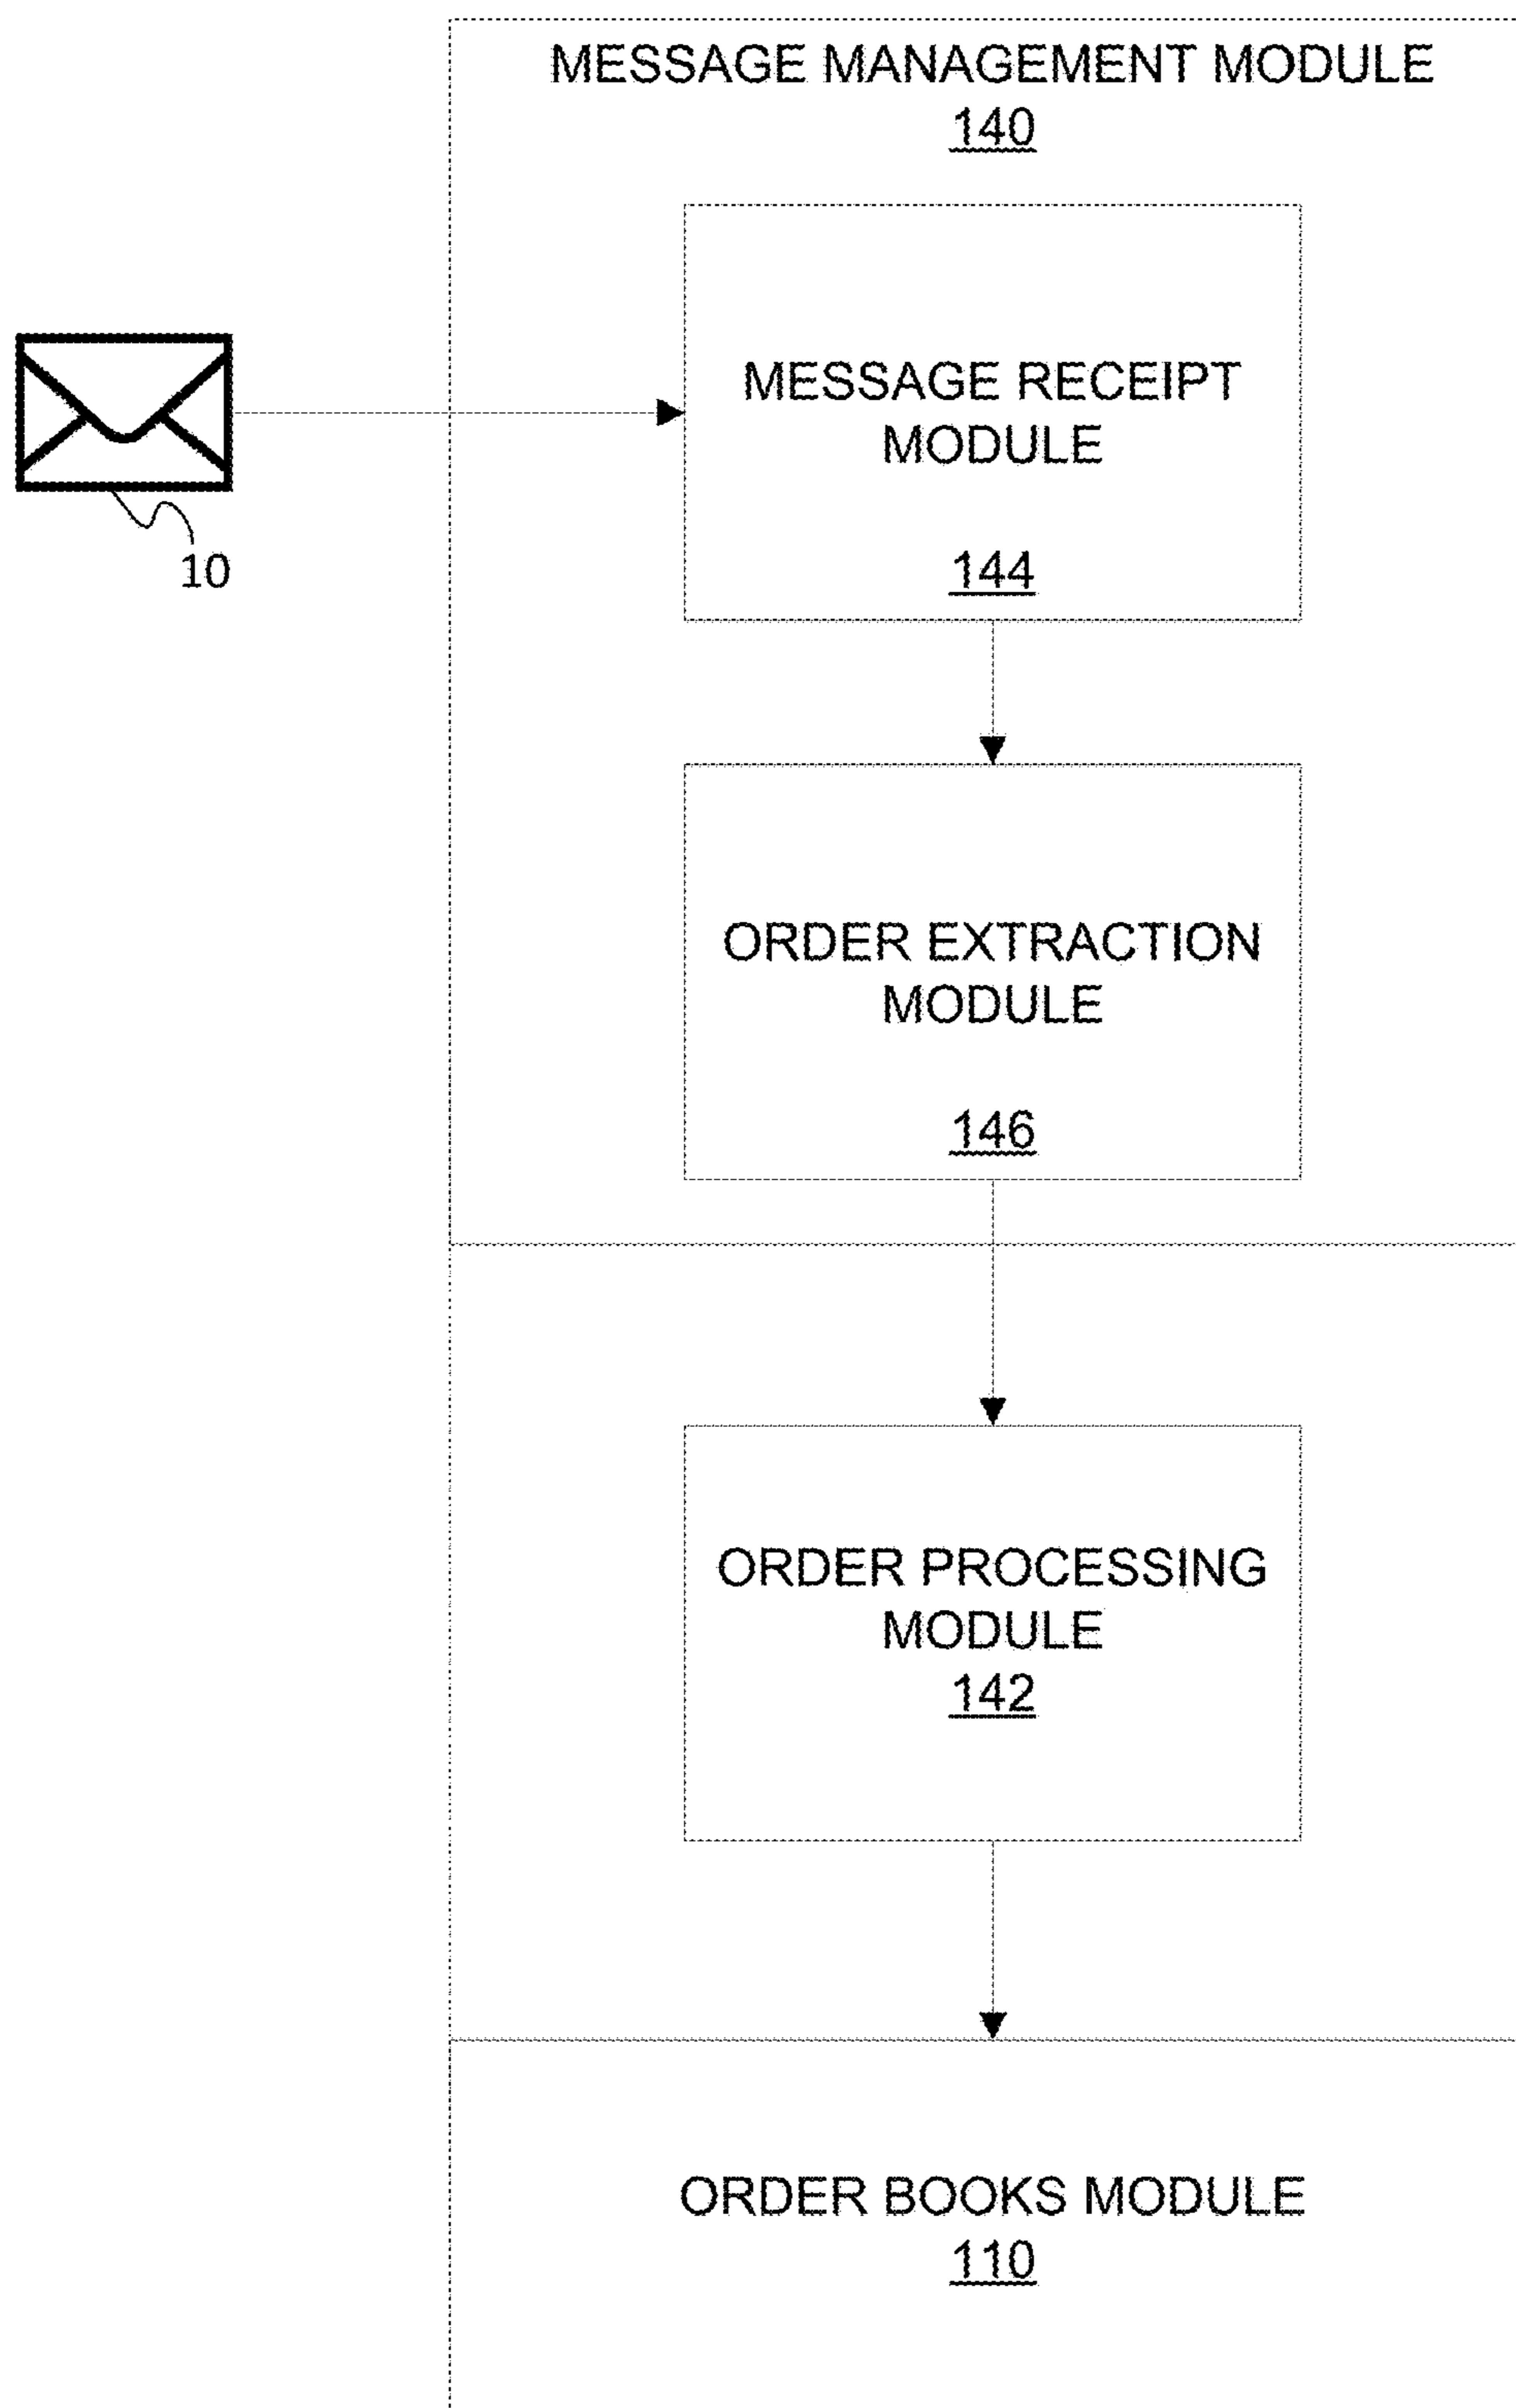 MESSAGE MANAGEMENT MODULE
140
MESSAGE RECEIPT
MODULE
144
10
ORDER EXTRACTION
MODULE
146
ORDER PROCESSING
MODULE
142
ORDER BOOKS MODULE
110